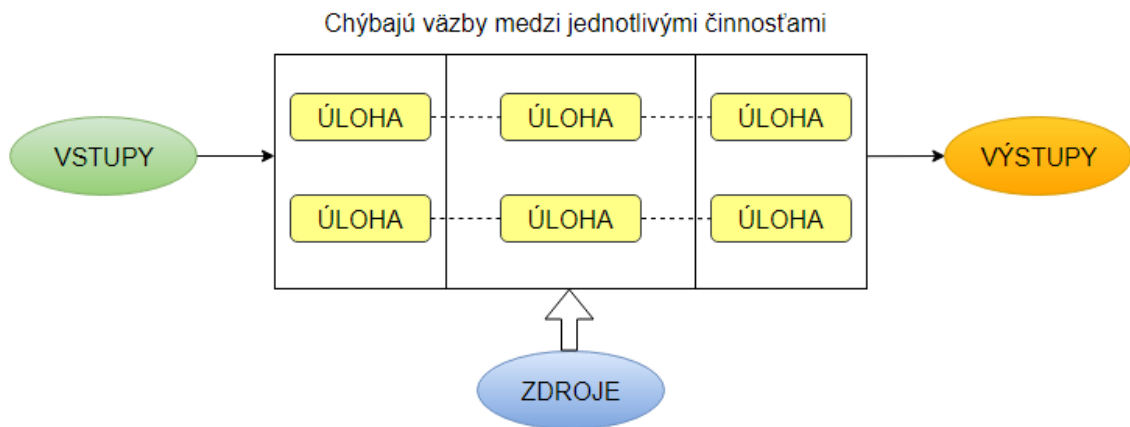 Chýbajú väzby medzi jednotlivými činnosťami
ÚLOHA ÚLOHA ÚLOHA
VSTUPY VÝSTUPY
ÚLOHA ÚLOHA ÚLOHA
ZDROJE